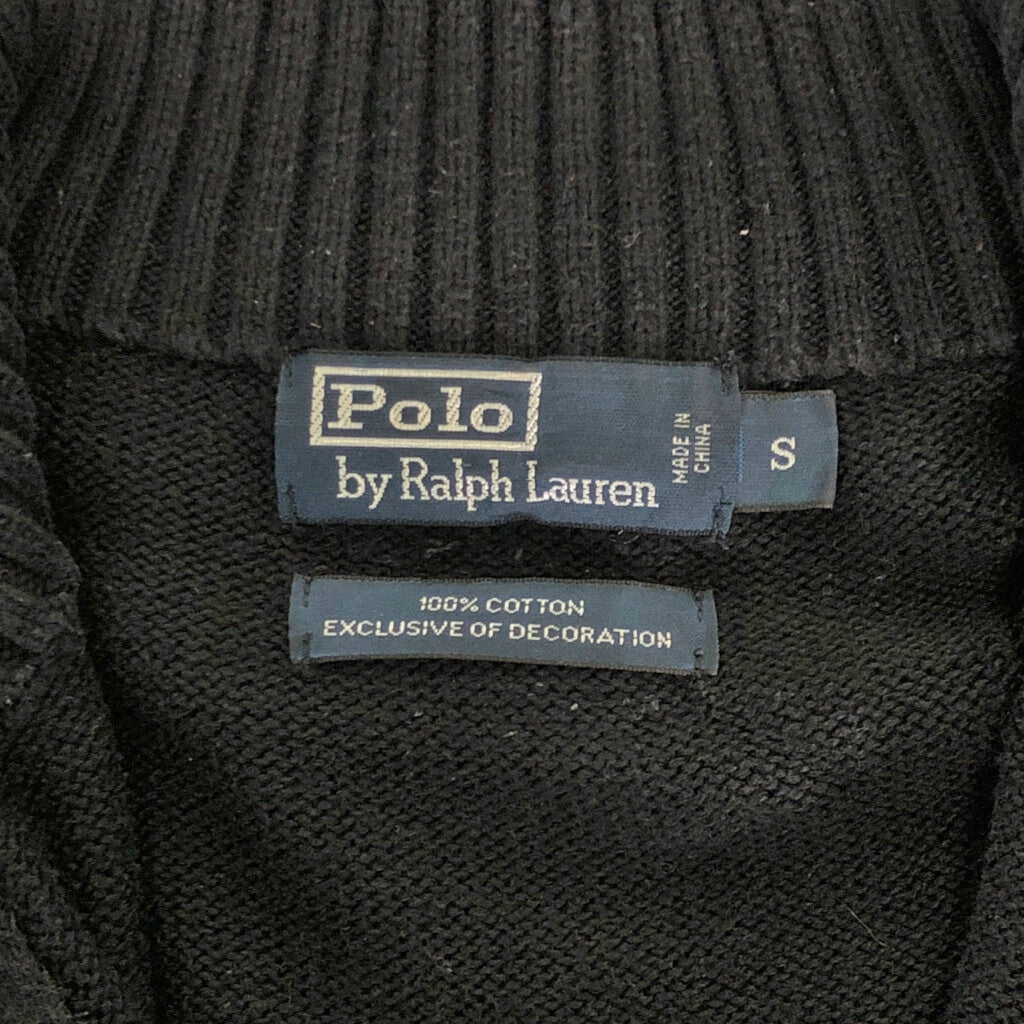 Polo
by Ralph Lauren
MADE IN
CHINA
S
100% COTTON
EXCLUSIVE OF DECORATION